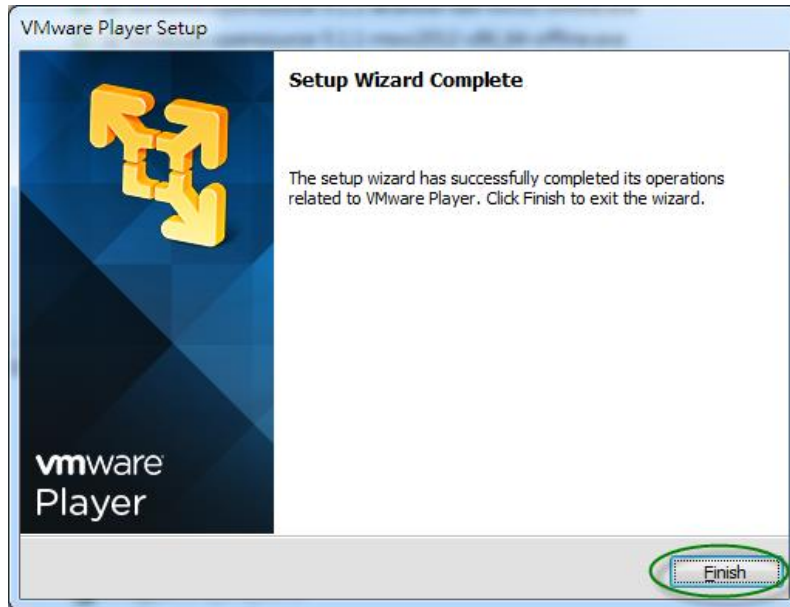 VMware Player Setup
Setup Wizard Complete
The setup wizard has successfully completed its operations
related to VMware Player. Click Finish to exit the wizard.
vmware
Player
Finish